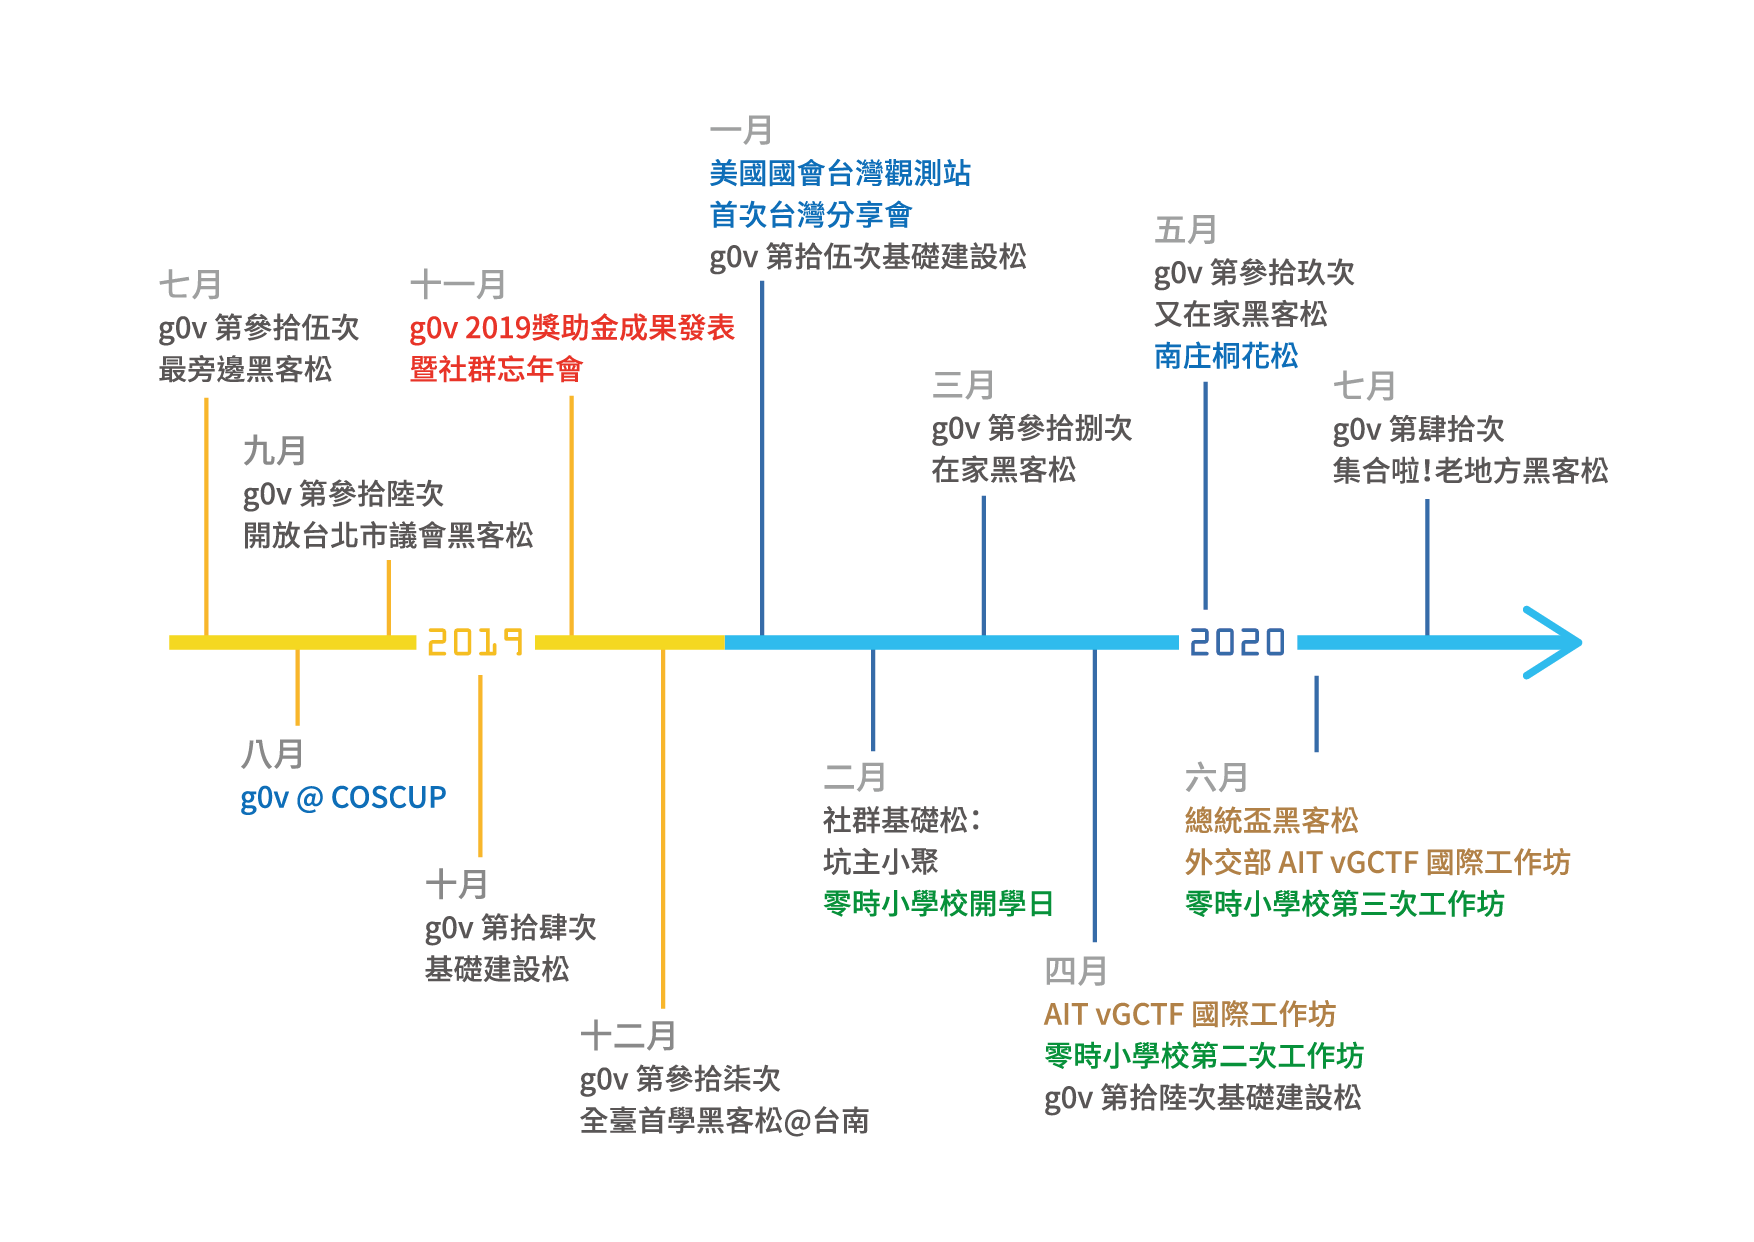 七月
g0v 第參拾伍次
最旁邊黑客松
八月
g0v @ COSCUP
九月
g0v 第參拾陸次
開放台北市議會黑客松
2019
十月
g0v 第拾肆次
基礎建設松
十一月
g0v 2019獎助金成果發表
暨社群忘年會
十二月
g0v 第參拾柒次
全臺首學黑客松@台南
一月
美國國會台灣觀測站
首次台灣分享會
g0v 第拾伍次基礎建設松
二月
社群基礎松：
坑主小聚
零時小學校開學日
三月
g0v 第參拾捌次
在家黑客松
四月
AIT vGCTF 國際工作坊
零時小學校第二次工作坊
g0v 第拾陸次基礎建設松
五月
g0v 第參拾玖次
又在家黑客松
南庄桐花松
2020
六月
總統盃黑客松
外交部 AIT vGCTF 國際工作坊
零時小學校第三次工作坊
七月
g0v 第肆拾次
集合啦！老地方黑客松